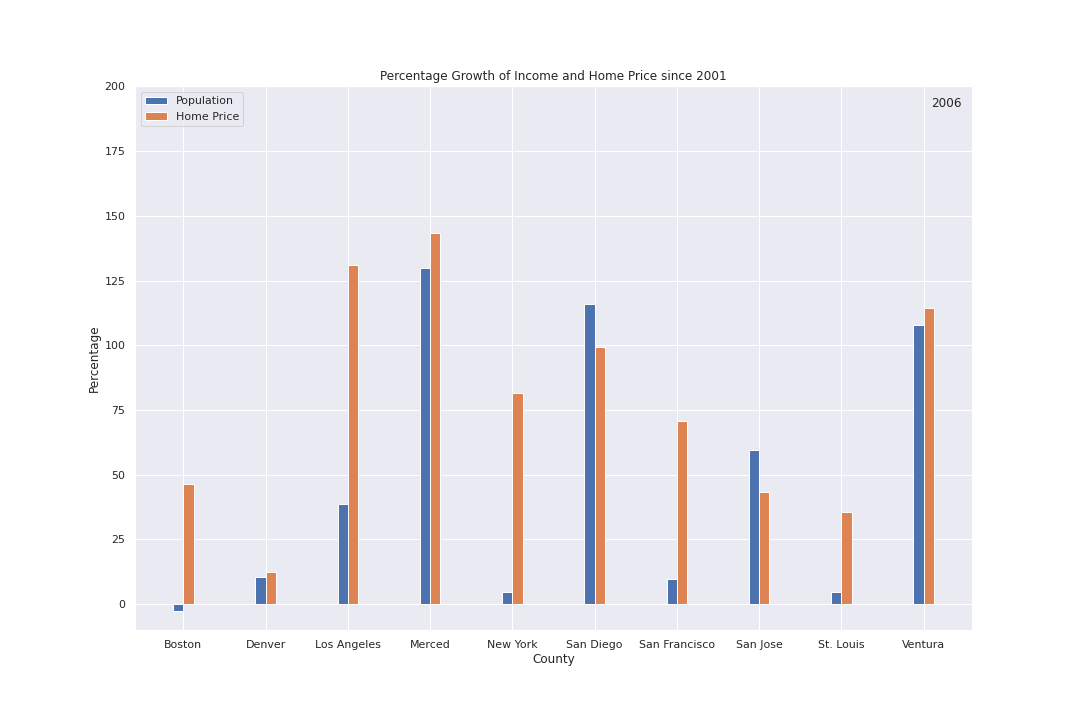 Percentage Growth of Income and Home Price since 2001
200
Population
Home Price
2006
175
150
125
100
75
50
25
0
Percentage
Boston Denver Los Angeles Merced New York San Diego San Francisco San Jose St. Louis Ventura
County